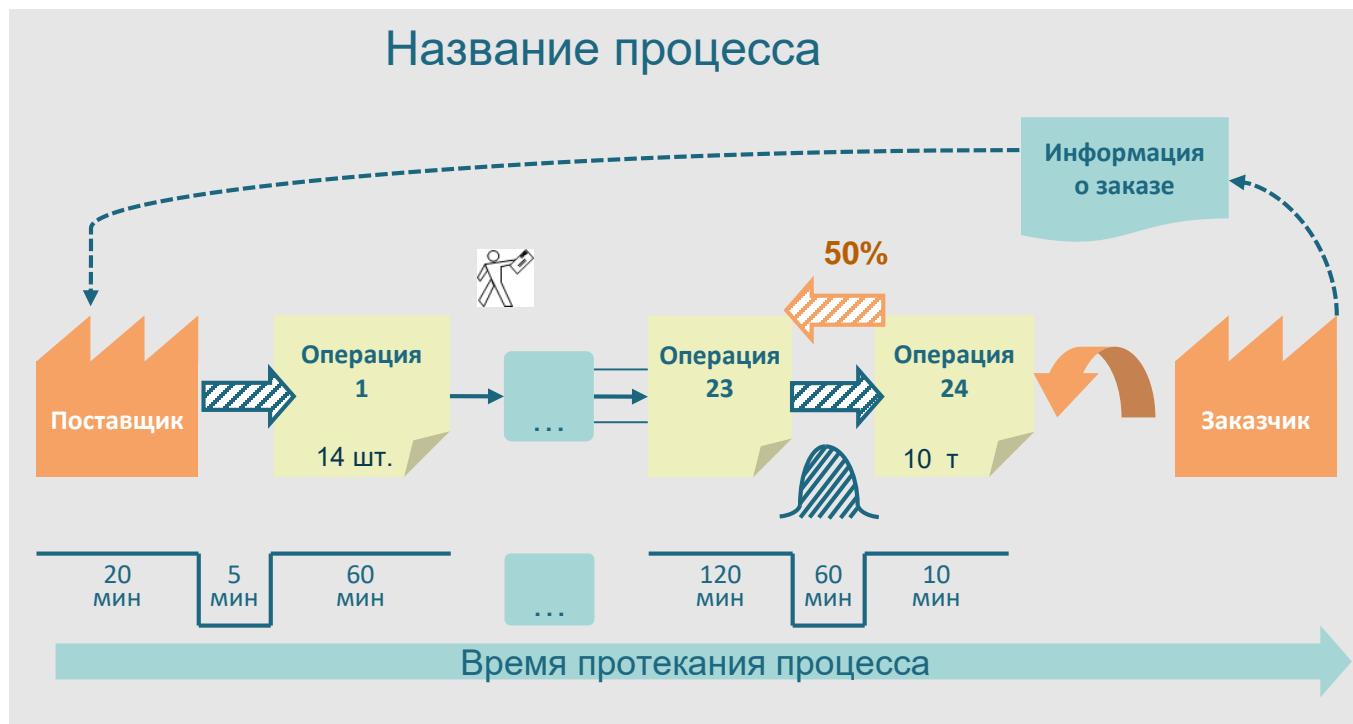 Название процесса
Информация
о заказе
50%
Поставщик
Операция
1
14 шт.
...
Операция
23
Операция
24
10 т
Заказчик
20
мин
5
мин
60
мин
...
120
мин
60
мин
10
мин
Время протекания процесса